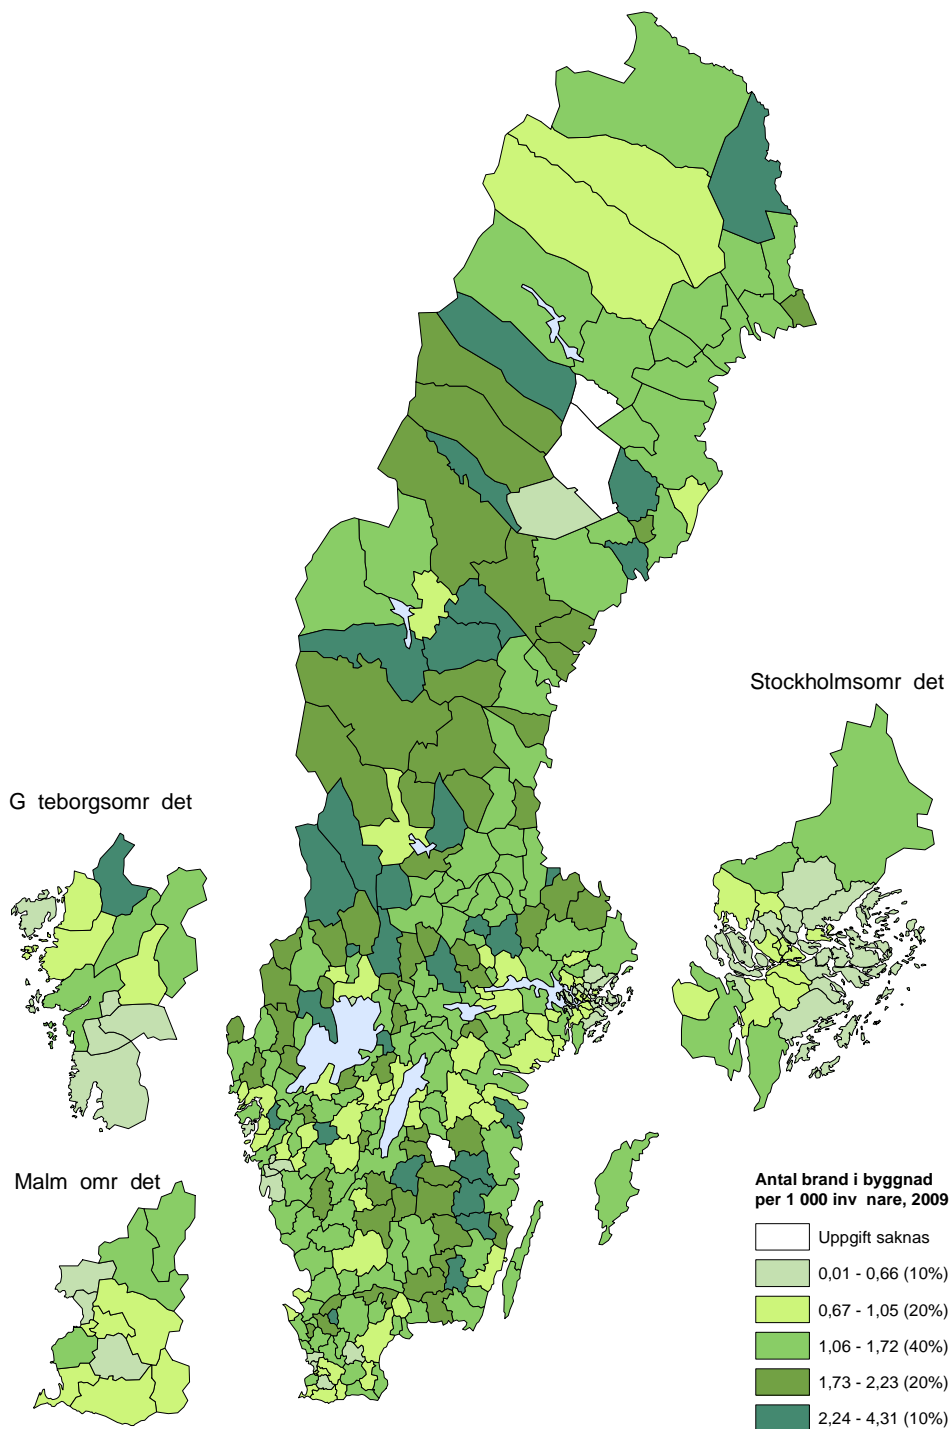 Stockholmsomr det
G teborgsomr det
Malm omr det
Antal brand i byggnad
per 1 000 inv nare, 2009
Uppgift saknas
0,01 - 0,66 (10%)
0,67 - 1,05 (20%)
1,06 - 1,72 (40%)
1,73 - 2,23 (20%)
2,24 - 4,31 (10%)